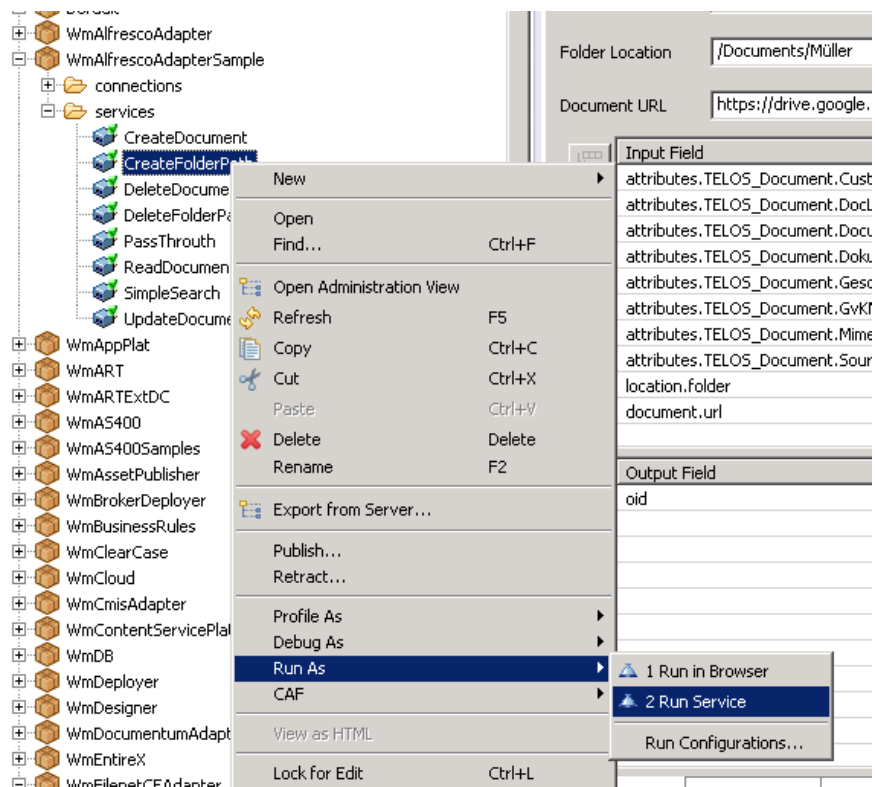 WmAlfrescoAdapter
WmAlfrescoAdapterSample
connections
services
CreateDocument
CreateFolderPath
DeleteDocume
DeleteFolderPa
PassThrouth
ReadDocumen
SimpleSearch
UpdateDocume
WmAppPlat
WmART
WmARTExtDC
WmAS400
WmAS400Samples
WmAssetPublisher
WmBrokerDeployer
WmBusinessRules
WmClearCase
WmCloud
WmCmisAdapter
WmContentServicePlat
WmDB
WmDeployer
WmDesigner
WmDocumentumAdapt
WmEntireX
WmFilenetCEAdapter
New
Open
Find... Ctrl+F
Open Administration View
Refresh F5
Copy Ctrl+C
Cut Ctrl+X
Paste Ctrl+V
Delete Delete
Rename F2
Export from Server...
Publish...
Retract...
Profile As
Debug As
Run As
CAF
View as HTML
Lock for Edit Ctrl+L
1 Run in Browser
2 Run Service
Run Configurations...
Folder Location /Documents/Müller
Document URL https://drive.google.
Input Field
attributes.TELOS_Document.Cust
attributes.TELOS_Document.DocL
attributes.TELOS_Document.Docu
attributes.TELOS_Document.Doku
attributes.TELOS_Document.Gesc
attributes.TELOS_Document.GvKN
attributes.TELOS_Document.Mime
attributes.TELOS_Document.Sour
location.folder
document.url
Output Field
oid